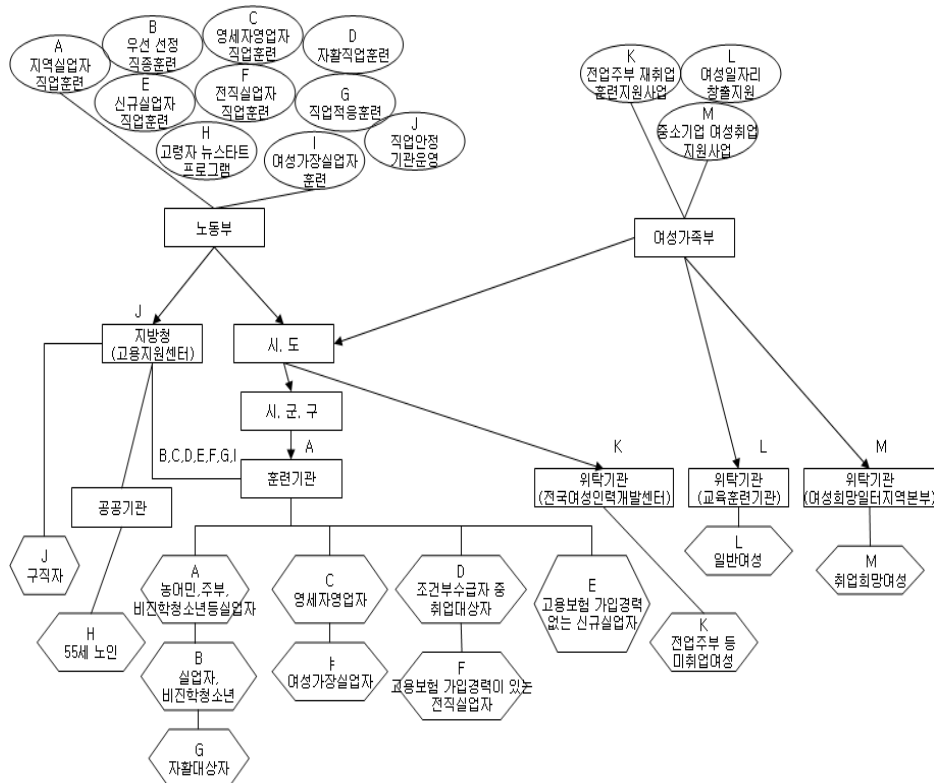 A
지역실업자
직업훈련
B
우선 선정
직종훈련
C
영세자영업자
직업훈련
D
자활직업훈련
E
신규실업자
직업훈련
F
전직실업자
직업훈련
G
직업적응훈련
H
고령자 뉴스타트
프로그램
I
여성가장실업자
훈련
J
직업안정
기관운영
K
전업주부 재취업
훈련지원사업
L
여성일자리
창출지원
M
중소기업 여성취업
지원사업
노동부
여성가족부
J
지방청
(고용지원센터)
시, 도
시, 군, 구
B,C,D,E,F,G,I
A
훈련기관
K
위탁기관
(전국여성인력개발센터)
L
위탁기관
(교육훈련기관)
M
위탁기관
(여성희망일터지역본부)
공공기관
J
구직자
H
55세 노인
A
농어민,주부,
비진학청소년등실업자
B
실업자,
비진학청소년
G
자활대상자
C
영세자영업자
여성가장실업자
D
조건부수급자 중
취업대상자
F
고용보험 가입경력이 있는
전직실업자
E
고용보험 가입경력
없는 신규실업자
K
전업주부 등
미취업여성
L
일반여성
M
취업희망여성